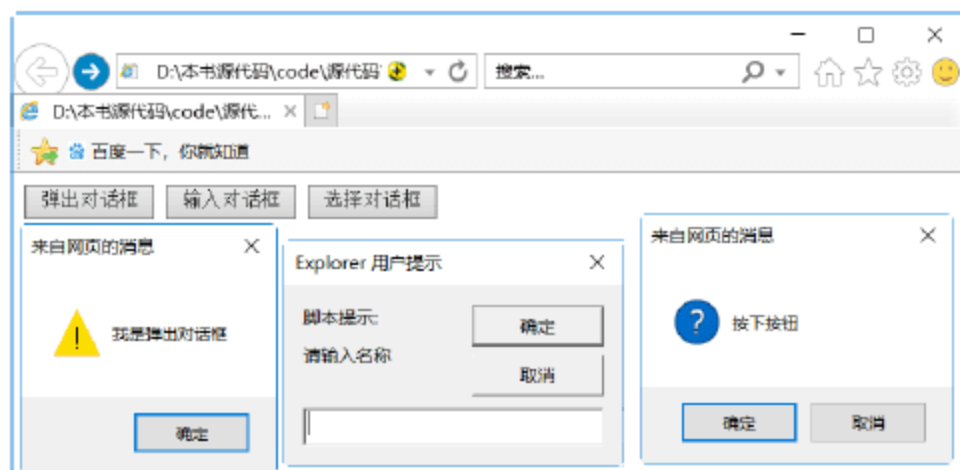 D:\本书源代码\code\源代码
搜索...
D:\本书源代码\code\源代...
百度一下，你就知道
弹出对话框 输入对话框 选择对话框
来自网页的消息
我是弹出对话框
确定
Explorer 用户提示
脚本提示:
请输入名称
确定
取消
来自网页的消息
按下按钮
确定 取消